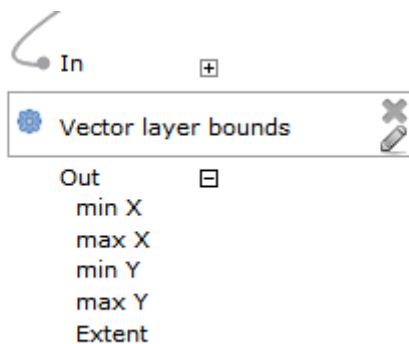 In
Vector layer bounds
Out
min X
max X
min Y
max Y
Extent